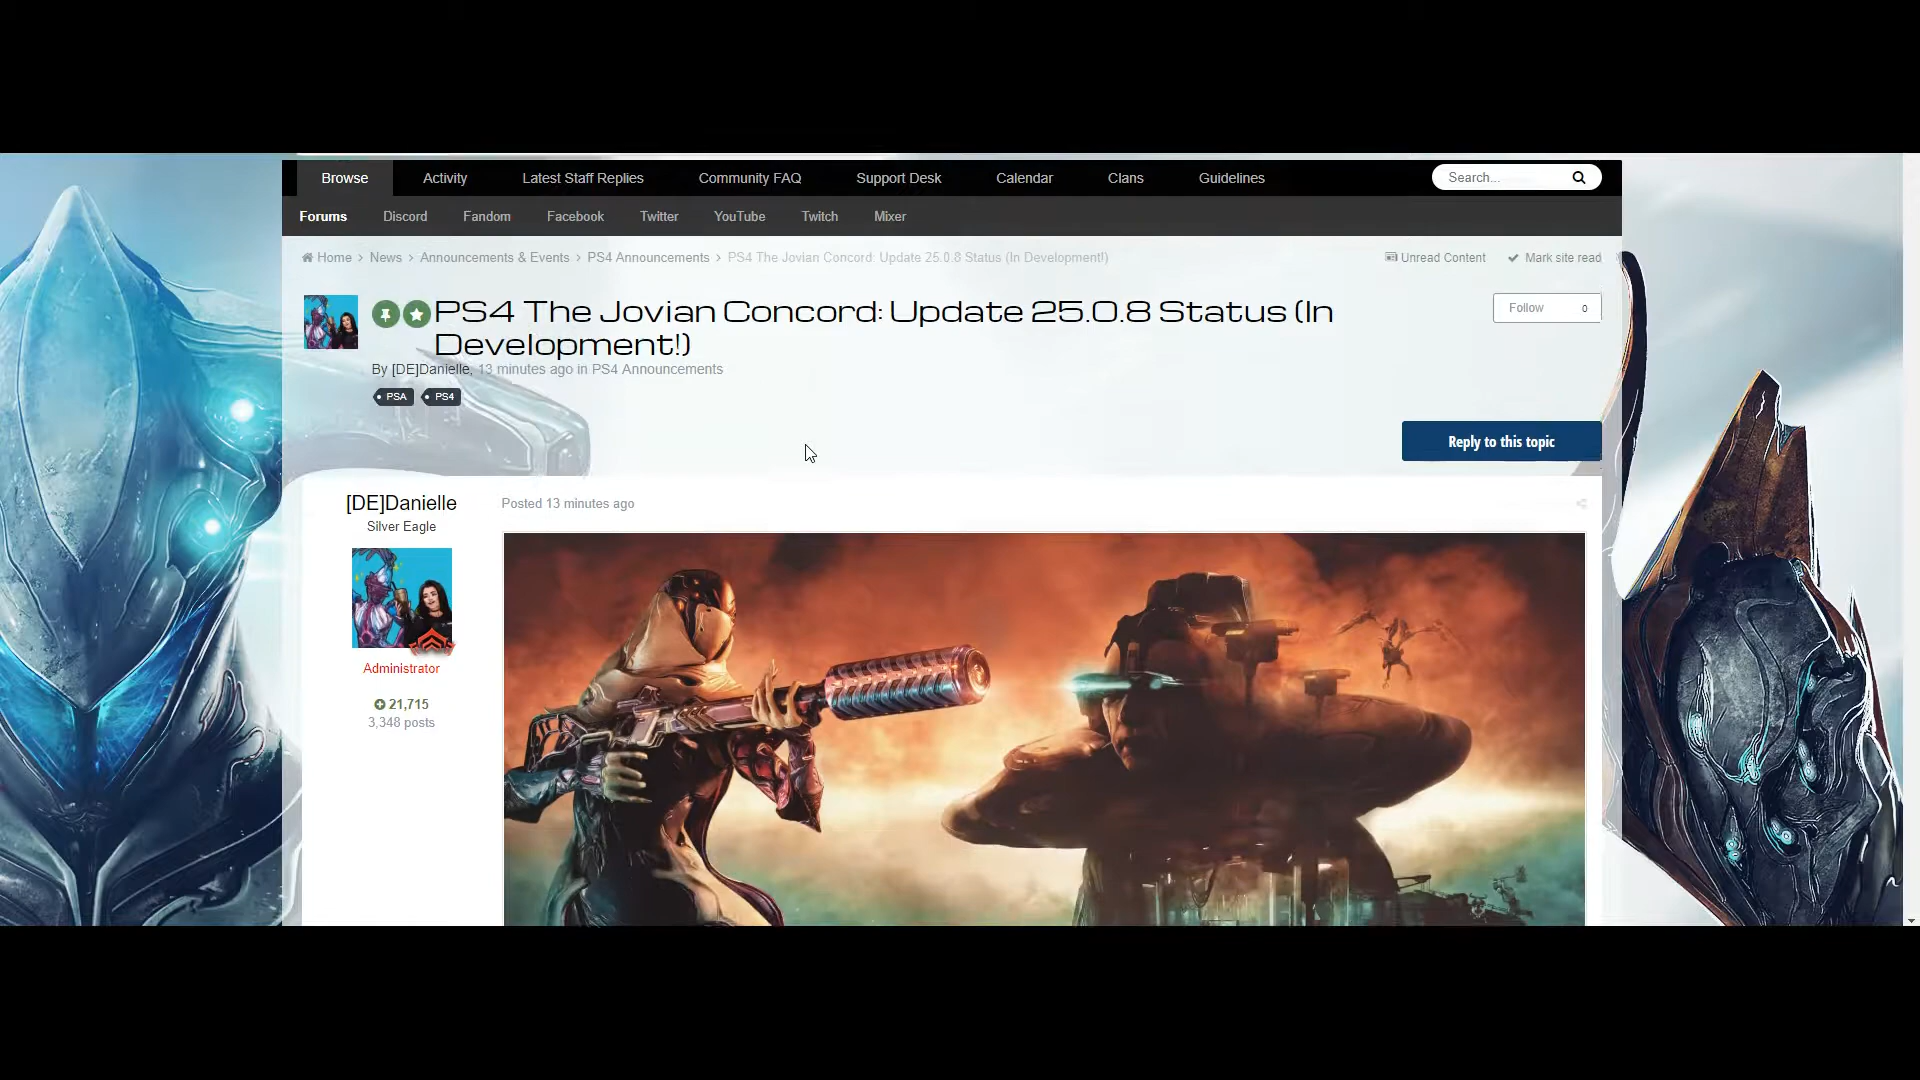 Browse Activity Latest Staff Replies Community FAQ Support Desk Calendar Clans Guidelines Search...
Forums Discord Fandom Facebook Twitter YouTube Twitch Mixer
Home > News > Announcements & Events > PS4 Announcements > PS4 The Jovian Concord: Update 25.0.8 Status (In Development!) Unread Content Mark site read
PS4 The Jovian Concord: Update 25.0.8 Status (In
Development!)
Follow 0
By [DE]Danielle, 13 minutes ago in PS4 Announcements
PSA PS4
Reply to this topic
[DE]Danielle
Silver Eagle
Administrator
21,715
3,348 posts
Posted 13 minutes ago